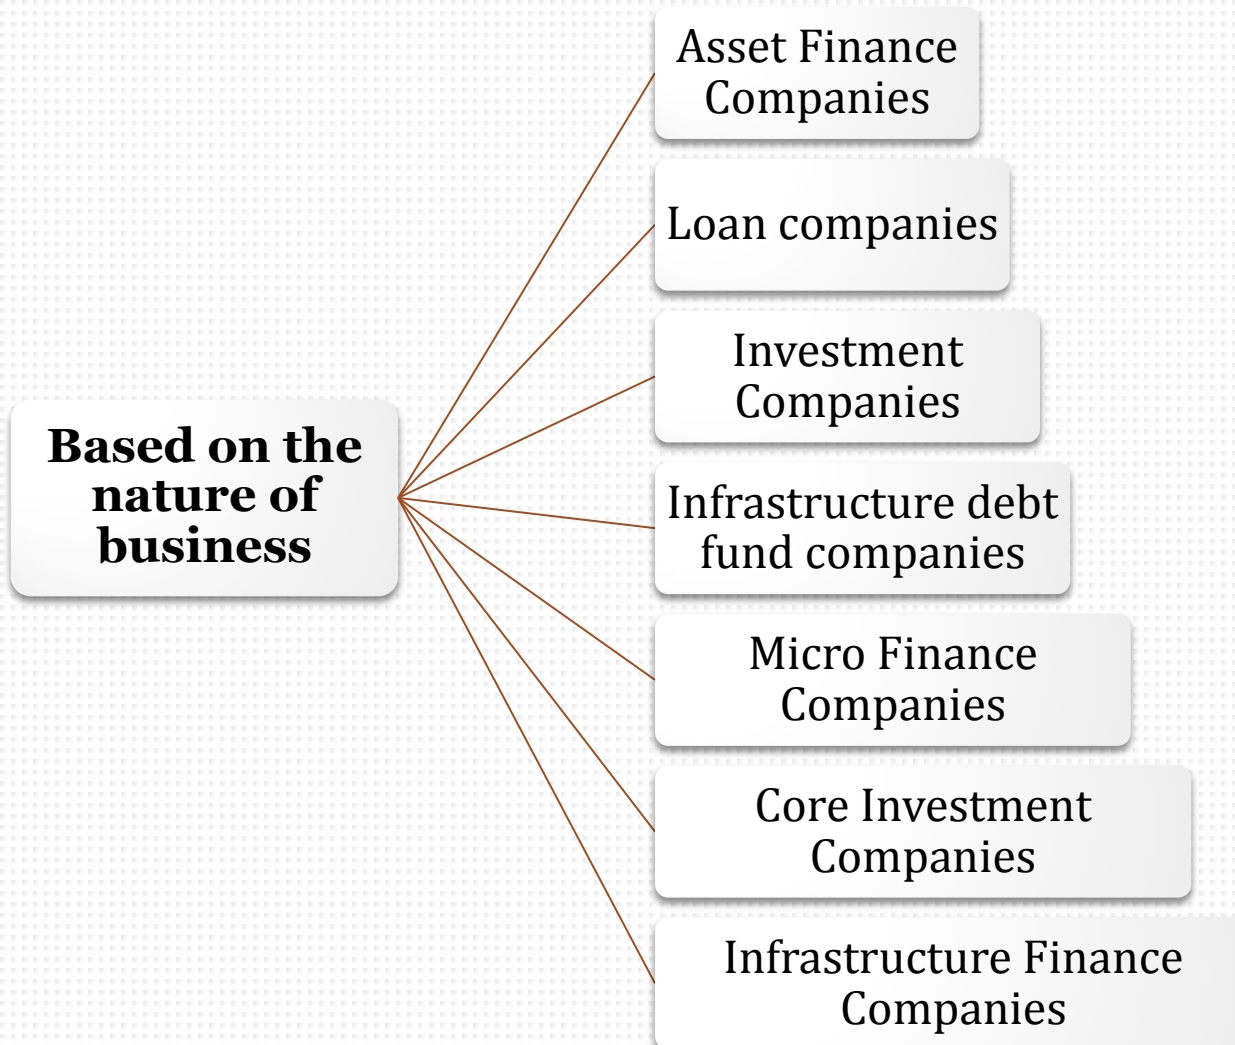 Based on the
nature of
business
Asset Finance
Companies
Loan companies
Investment
Companies
Infrastructure debt
fund companies
Micro Finance
Companies
Core Investment
Companies
Infrastructure Finance
Companies